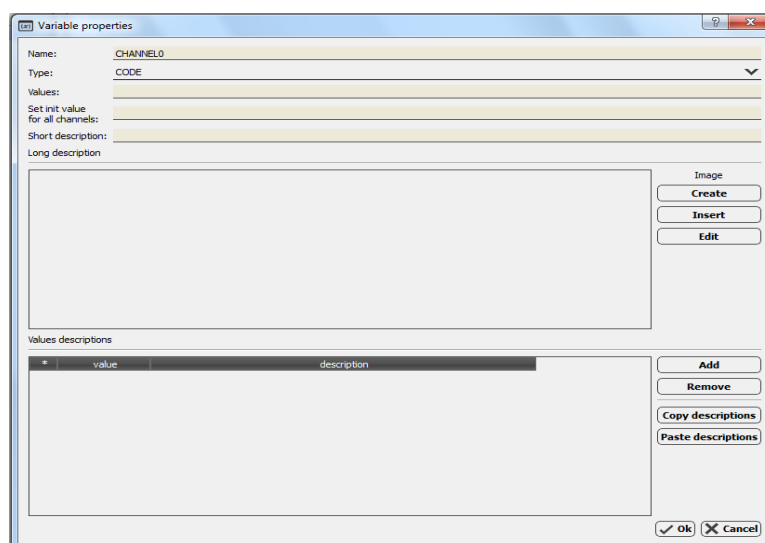 Variable properties
Name: CHANNEL0
Type: CODE
Values:
Set init value
for all channels:
Short description:
Long description
Image
Create
Insert
Edit
Values descriptions
* value description
Add
Remove
Copy descriptions
Paste descriptions
Ok Cancel